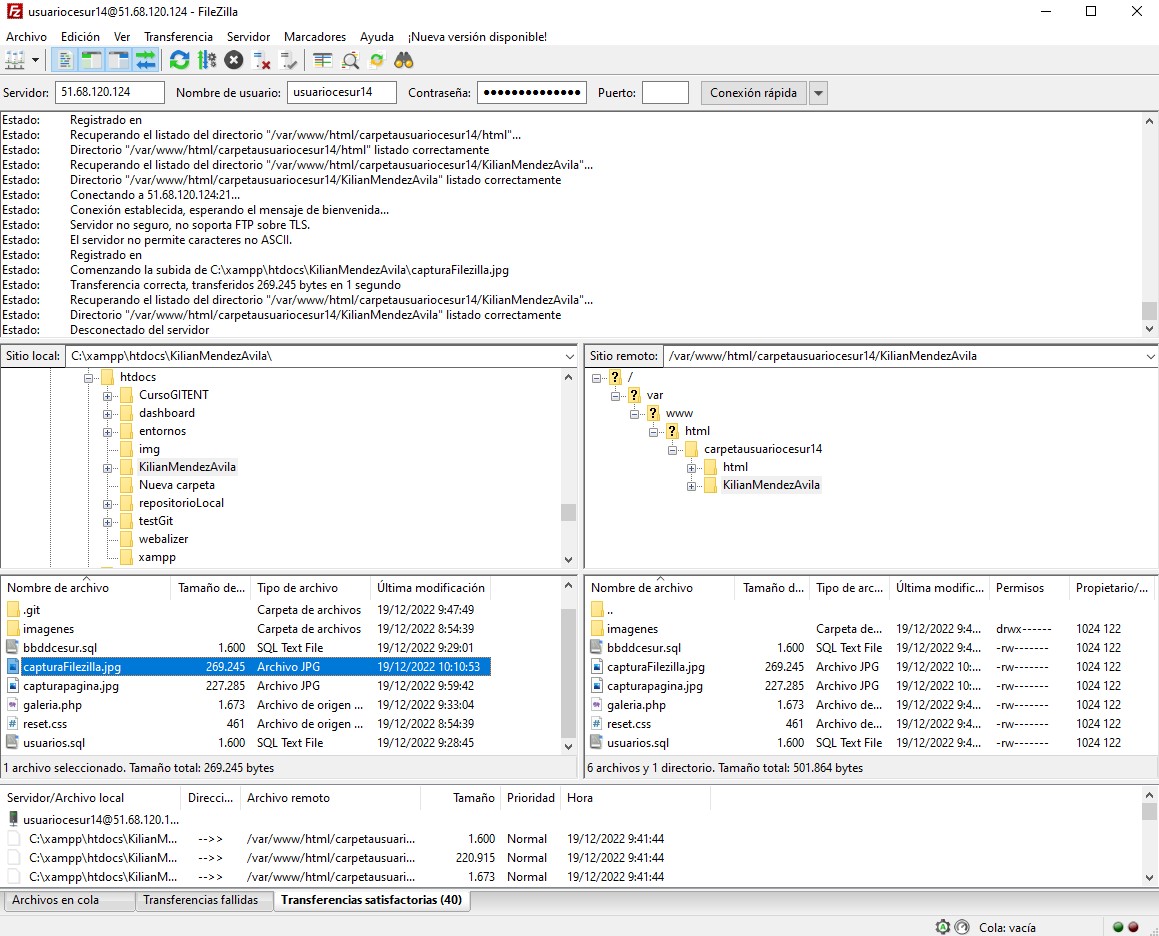 usuariocesur14@51.68.120.124 - FileZilla
Archivo Edición Ver Transferencia Servidor Marcadores Ayuda ¡Nueva versión disponible!
Servidor: 51.68.120.124 Nombre de usuario: usuariocesur14 Contraseña: ●●●●●●●●●●●●●● Puerto: Conexión rápida
Estado: Registrado en
Estado: Recuperando el listado del directorio "/var/www/html/carpetausuariocesur14/html"...
Estado: Directorio "/var/www/html/carpetausuariocesur14/html" listado correctamente
Estado: Recuperando el listado del directorio "/var/www/html/carpetausuariocesur14/KilianMendezAvila"...
Estado: Directorio "/var/www/html/carpetausuariocesur14/KilianMendezAvila" listado correctamente
Estado: Conectando a 51.68.120.124:21...
Estado: Conexión establecida, esperando el mensaje de bienvenida...
Estado: Servidor no seguro, no soporta FTP sobre TLS.
Estado: El servidor no permite caracteres no ASCII.
Estado: Registrado en
Estado: Comenzando la subida de C:\xampp\htdocs\KilianMendezAvila\capturaFilezilla.jpg
Estado: Transferencia correcta, transferidos 269.245 bytes en 1 segundo
Estado: Recuperando el listado del directorio "/var/www/html/carpetausuariocesur14/KilianMendezAvila"...
Estado: Directorio "/var/www/html/carpetausuariocesur14/KilianMendezAvila" listado correctamente
Estado: Desconectado del servidor
Sitio local: C:\xampp\htdocs\KilianMendezAvila\
htdocs
CursoGITENT
dashboard
entornos
img
KilianMendezAvila
Nueva carpeta
repositorioLocal
testGit
webalizer
xampp
Sitio remoto: /var/www/html/carpetausuariocesur14/KilianMendezAvila
/
var
www
html
carpetausuariocesur14
html
KilianMendezAvila
Nombre de archivo Tamaño de... Tipo de archivo Última modificación
.git Carpeta de archivos 19/12/2022 9:47:49
imagenes Carpeta de archivos 19/12/2022 8:54:39
bbddcesur.sql 1.600 SQL Text File 19/12/2022 9:29:01
capturaFilezilla.jpg 269.245 Archivo JPG 19/12/2022 10:10:53
capturapagina.jpg 227.285 Archivo JPG 19/12/2022 9:59:42
galeria.php 1.673 Archivo de origen ... 19/12/2022 9:33:04
reset.css 461 Archivo de origen ... 19/12/2022 8:54:39
usuarios.sql 1.600 SQL Text File 19/12/2022 9:28:45
1 archivo seleccionado. Tamaño total: 269.245 bytes
Nombre de archivo Tamaño d... Tipo de arc... Última modific... Permisos Propietario/...
..
imagenes Carpeta de... 19/12/2022 9:4... drwx------ 1024 122
bbddcesur.sql 1.600 SQL Text File 19/12/2022 9:4... -rw------- 1024 122
capturaFilezilla.jpg 269.245 Archivo JPG 19/12/2022 10:... -rw------- 1024 122
capturapagina.jpg 227.285 Archivo JPG 19/12/2022 10:... -rw------- 1024 122
galeria.php 1.673 Archivo de... 19/12/2022 9:4... -rw------- 1024 122
reset.css 461 Archivo de... 19/12/2022 9:4... -rw------- 1024 122
usuarios.sql 1.600 SQL Text File 19/12/2022 9:4... -rw------- 1024 122
6 archivos y 1 directorio. Tamaño total: 501.864 bytes
Servidor/Archivo local Direcci... Archivo remoto Tamaño Prioridad Hora
usuariocesur14@51.68.120.1...
C:\xampp\htdocs\KilianM... -->> /var/www/html/carpetausuari... 1.600 Normal 19/12/2022 9:41:44
C:\xampp\htdocs\KilianM... -->> /var/www/html/carpetausuari... 220.915 Normal 19/12/2022 9:41:44
C:\xampp\htdocs\KilianM... -->> /var/www/html/carpetausuari... 1.673 Normal 19/12/2022 9:41:44
Archivos en cola Transferencias fallidas Transferencias satisfactorias (40)
Cola: vacía